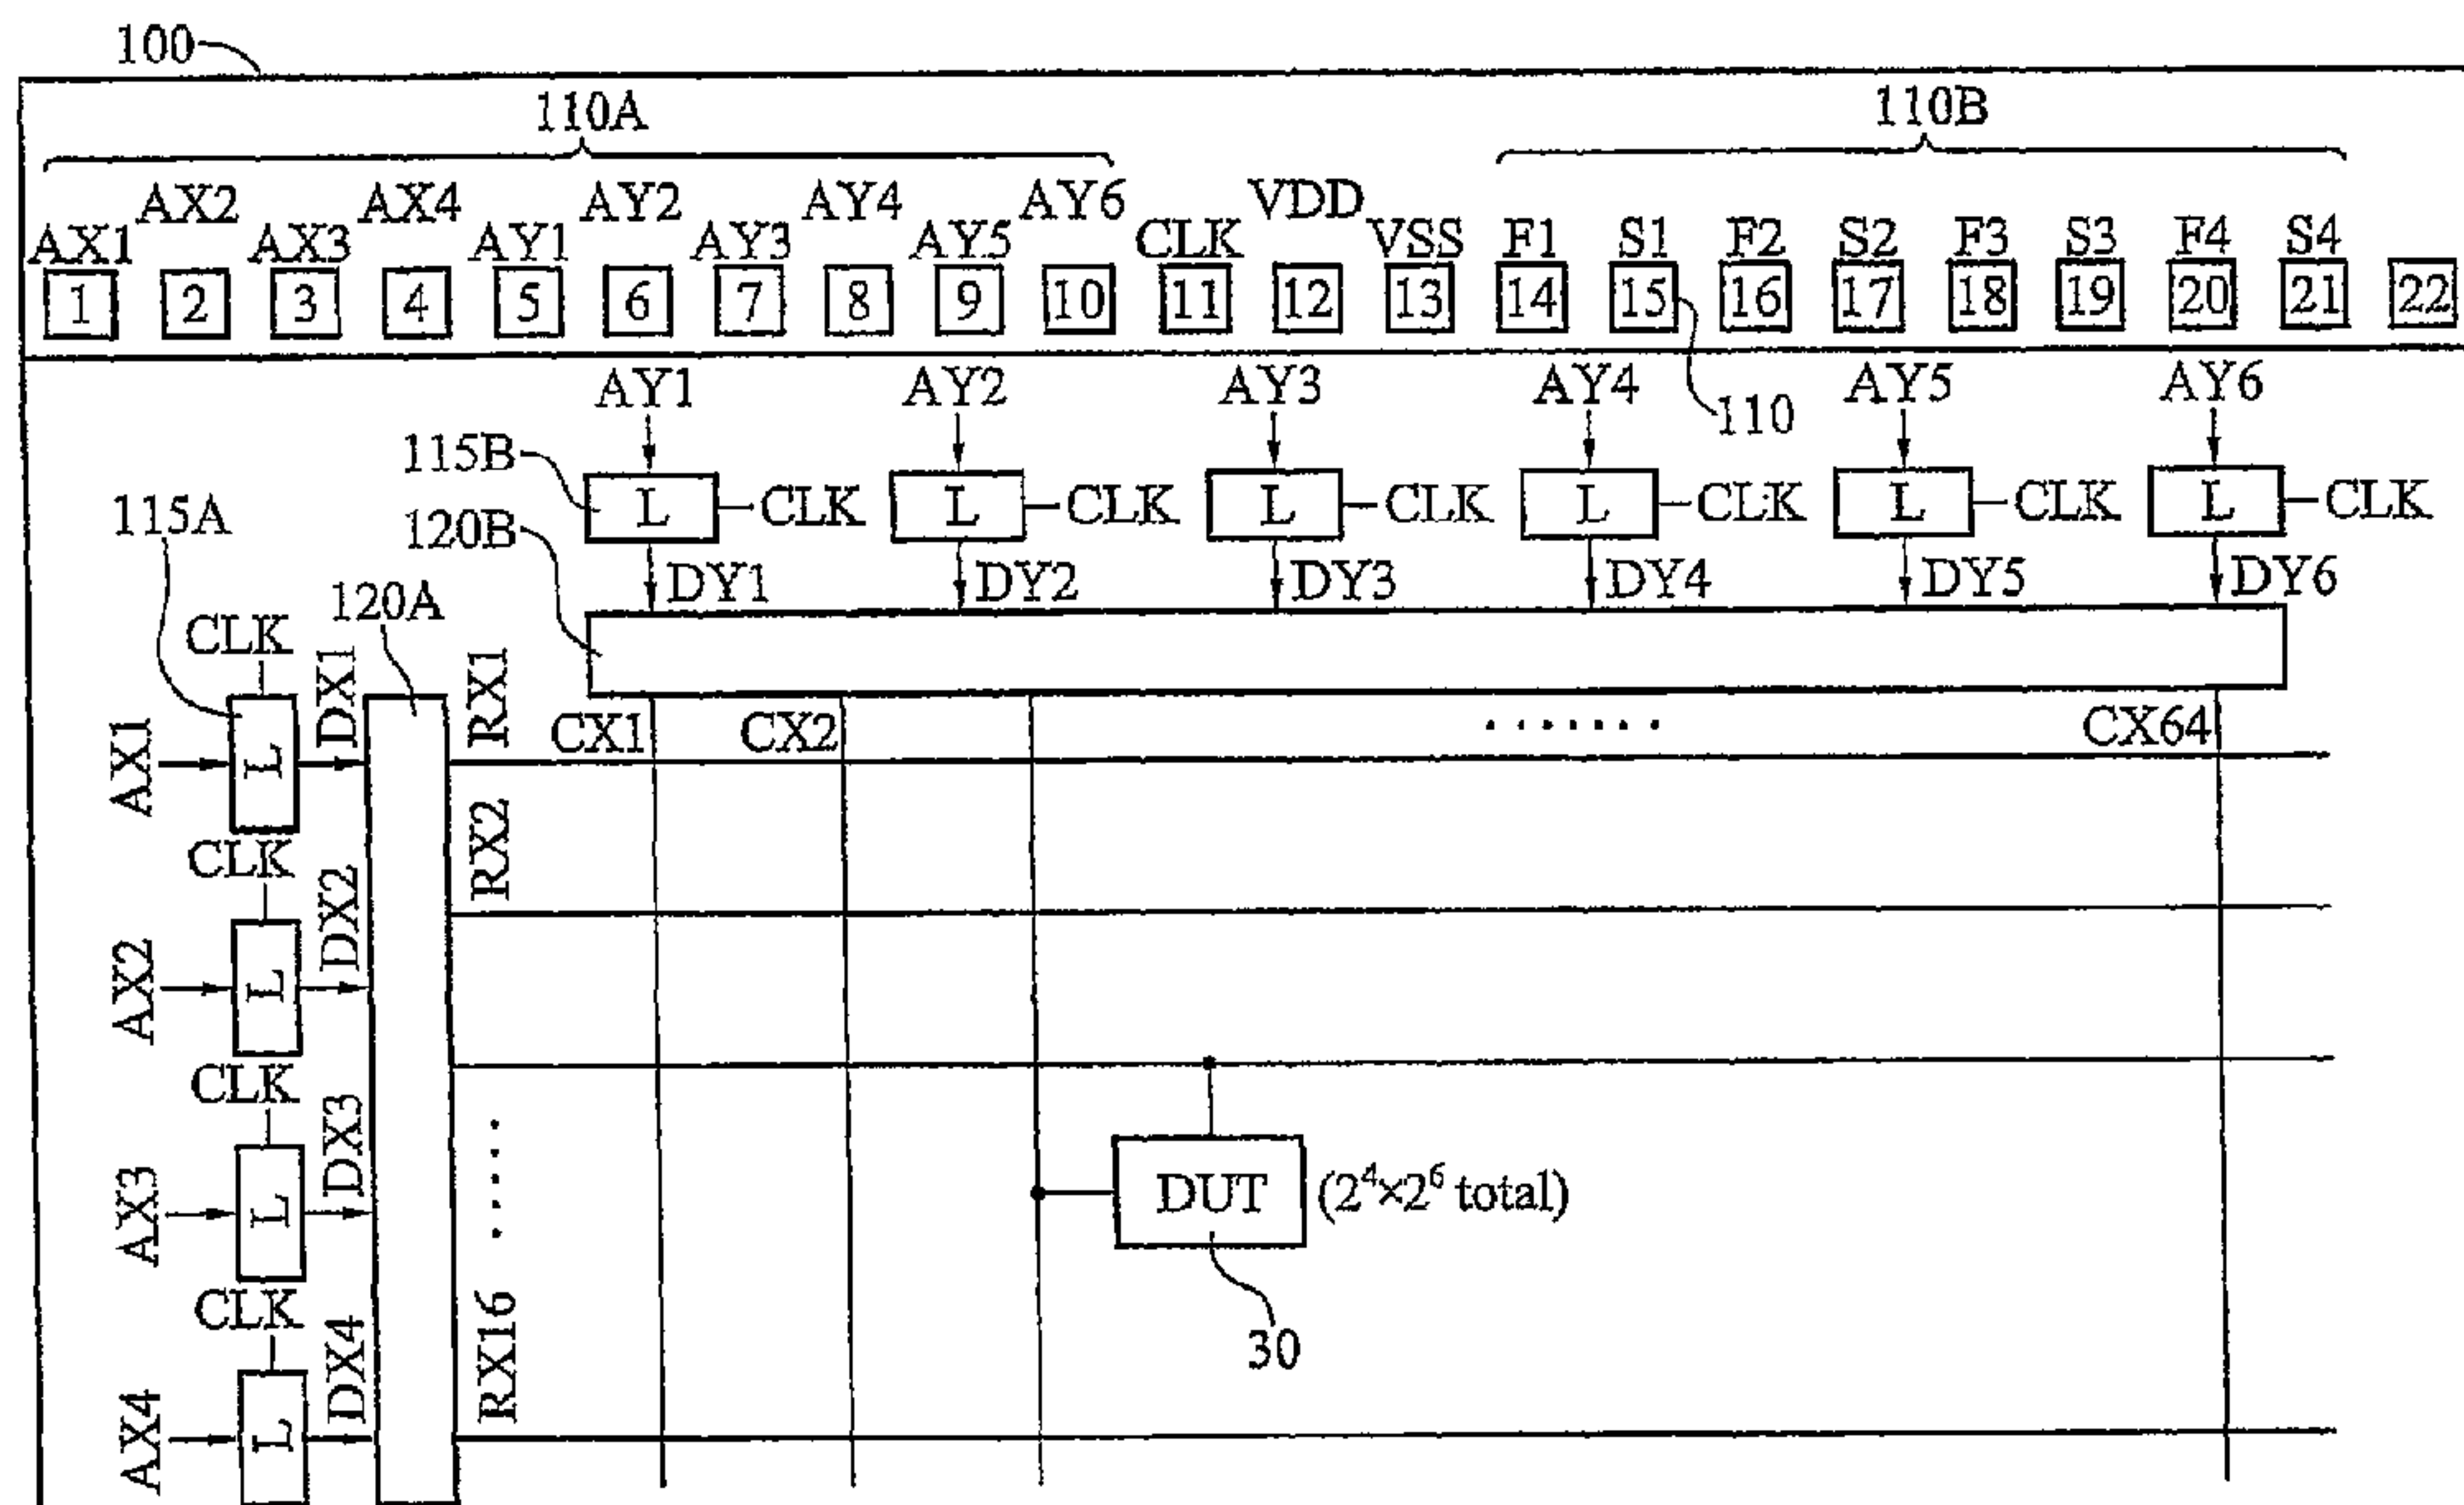 100
110A
110B
AX1 AX2 AX3 AX4 AY1 AY2 AY3 AY4 AY5 AY6 CLK VDD VSS F1 S1 F2 S2 F3 S3 F4 S4
1 2 3 4 5 6 7 8 9 10 11 12 13 14 15 16 17 18 19 20 21 22
AY1 AY2 AY3 AY4 AY5 AY6
110
115B
L CLK L CLK L CLK L CLK L CLK L CLK
115A
120B
DY1 DY2 DY3 DY4 DY5 DY6
120A
CLK
AX1 L DX1
RX1
CX1 CX2 ....... CX64
CLK
AX2 L DX2
RX2
CLK
AX3 L DX3
.....
DUT (2⁴×2⁶ total)
30
CLK
AX4 L DX4
RX16